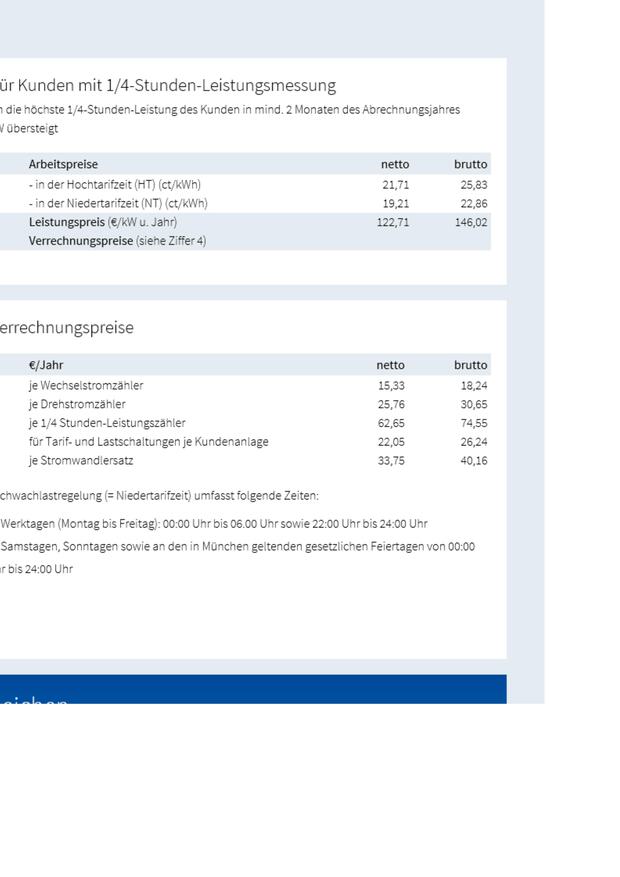 ür Kunden mit 1/4-Stunden-Leistungsmessung
n die höchste 1/4-Stunden-Leistung des Kunden in mind. 2 Monaten des Abrechnungsjahres
W übersteigt
Arbeitspreise netto brutto
- in der Hochtarifzeit (HT) (ct/kWh) 21,71 25,83
- in der Niedertarifzeit (NT) (ct/kWh) 19,21 22,86
Leistungspreis (€/kW u. Jahr) 122,71 146,02
Verrechnungspreise (siehe Ziffer 4)
errechnungspreise
€/Jahr netto brutto
je Wechselstromzähler 15,33 18,24
je Drehstromzähler 25,76 30,65
je 1/4 Stunden-Leistungszähler 62,65 74,55
für Tarif- und Lastschaltungen je Kundenanlage 22,05 26,24
je Stromwandlersatz 33,75 40,16
chwachlastregelung (= Niedertarifzeit) umfasst folgende Zeiten:
Werktagen (Montag bis Freitag): 00:00 Uhr bis 06.00 Uhr sowie 22:00 Uhr bis 24:00 Uhr
Samstagen, Sonntagen sowie an den in München geltenden gesetzlichen Feiertagen von 00:00
r bis 24:00 Uhr